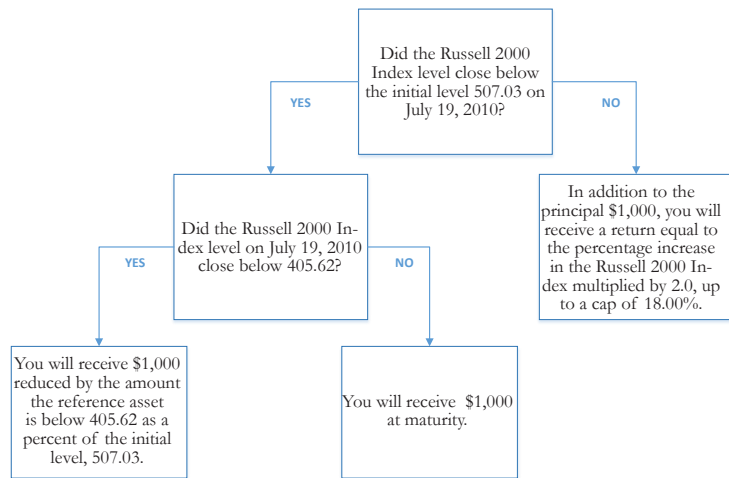 Did the Russell 2000
Index level close below
the initial level 507.03 on
July 19, 2010?
YES
NO
Did the Russell 2000 In-
dex level on July 19, 2010
close below 405.62?
In addition to the
principal $1,000, you will
receive a return equal to
the percentage increase
in the Russell 2000 In-
dex multiplied by 2.0, up
to a cap of 18.00%.
YES
NO
You will receive $1,000
reduced by the amount
the reference asset
is below 405.62 as a
percent of the initial
level, 507.03.
You will receive $1,000
at maturity.